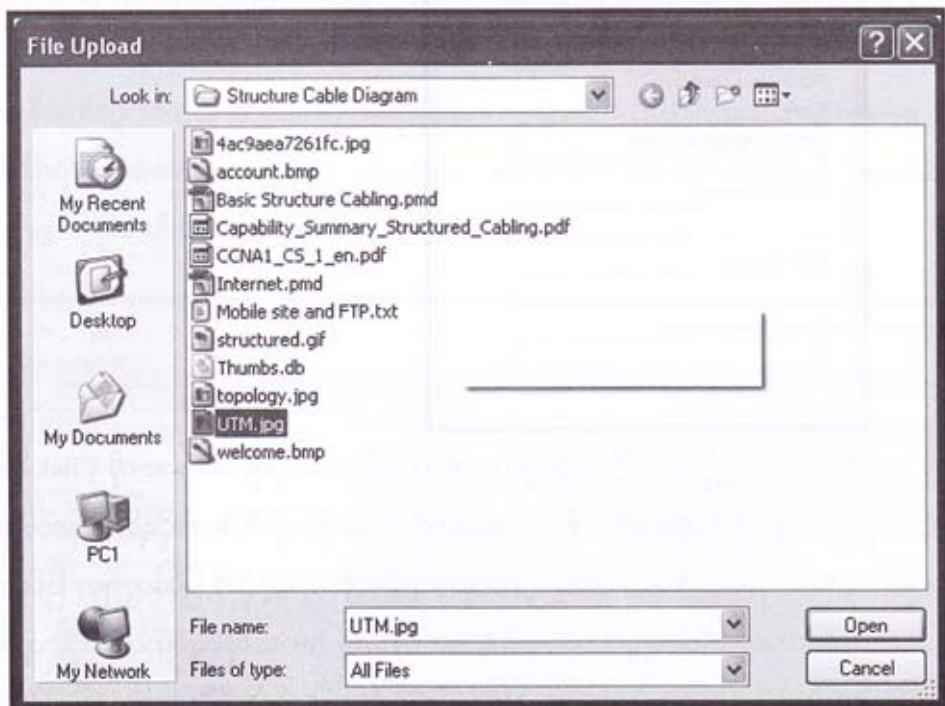 File Upload
Look in:
Structure Cable Diagram
My Recent
Documents
Desktop
My Documents
PC1
My Network
4ac9aea7261fc.jpg
account.bmp
Basic Structure Cabling.pmd
Capability_Summary_Structured_Cabling.pdf
CCNA1_CS_1_en.pdf
Internet.pmd
Mobile site and FTP.txt
structured.gif
Thumbs.db
topology.jpg
UTM.jpg
welcome.bmp
File name:
UTM.jpg
Open
Files of type:
All Files
Cancel